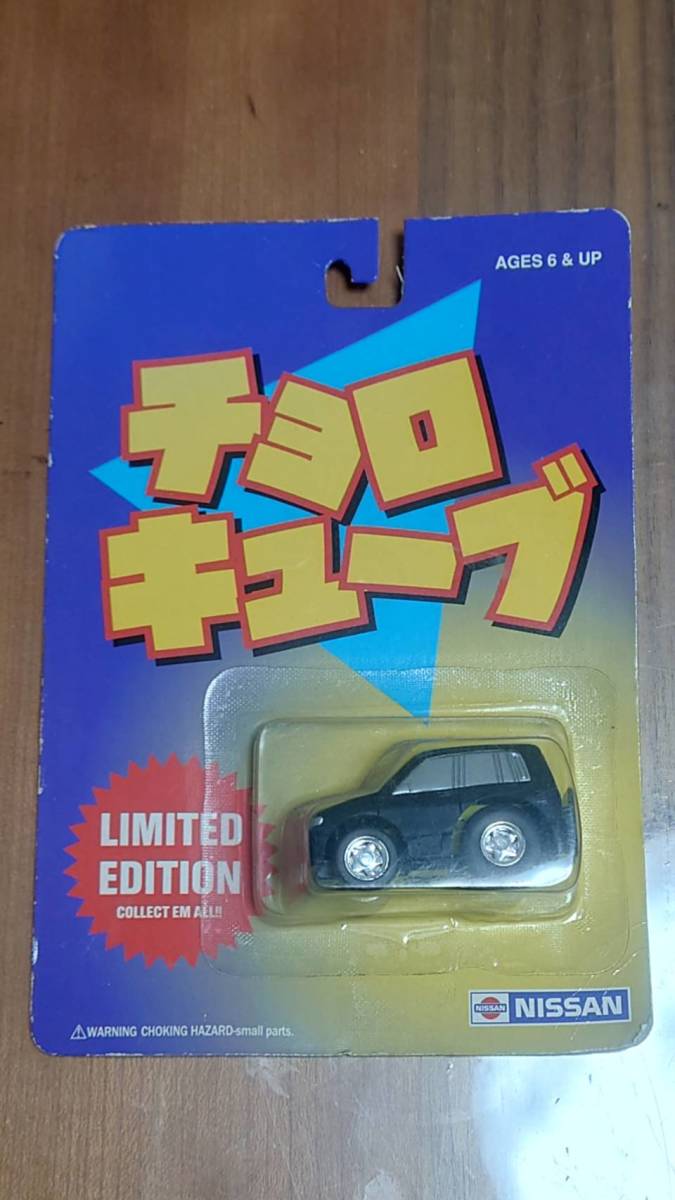 AGES 6 & UP
チョロ
キューブ
LIMITED
EDITION
COLLECT EM ALL!!
⚠WARNING CHOKING HAZARD-small parts.
NISSAN NISSAN